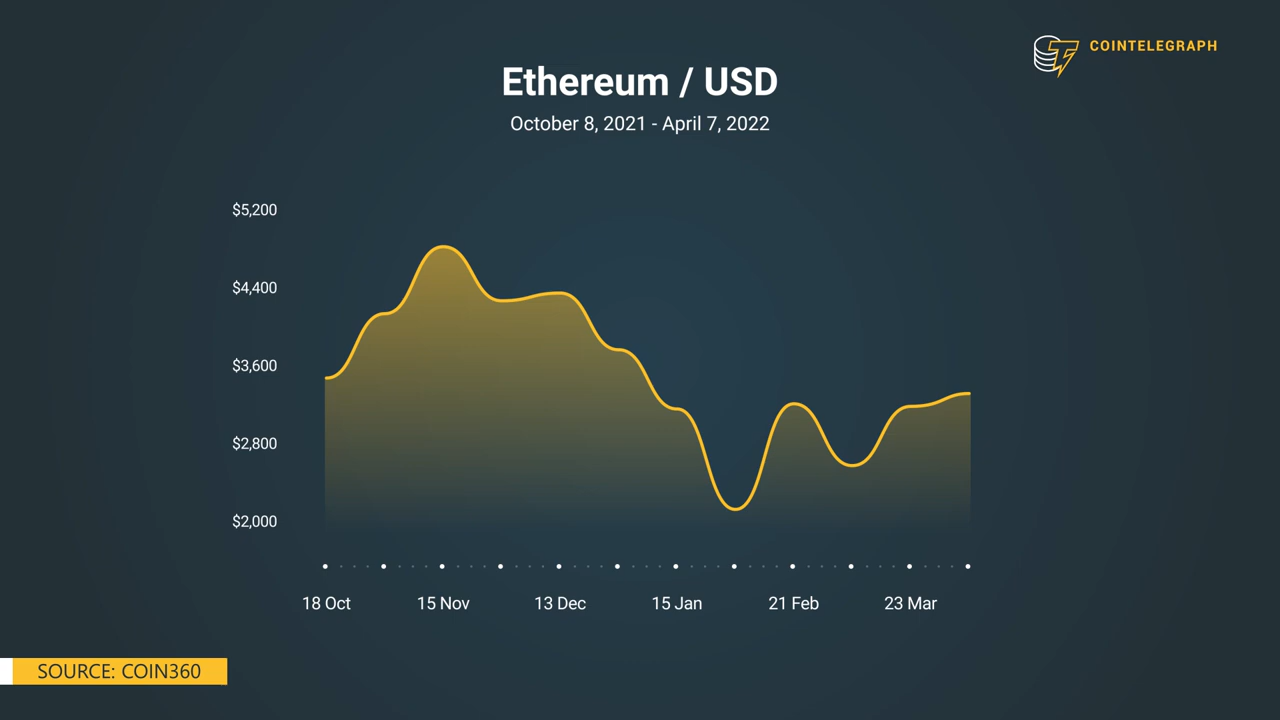 COINTELEGRAPH
Ethereum / USD
October 8, 2021 - April 7, 2022
$5,200
$4,400
$3,600
$2,800
$2,000
18 Oct 15 Nov 13 Dec 15 Jan 21 Feb 23 Mar
SOURCE: COIN360